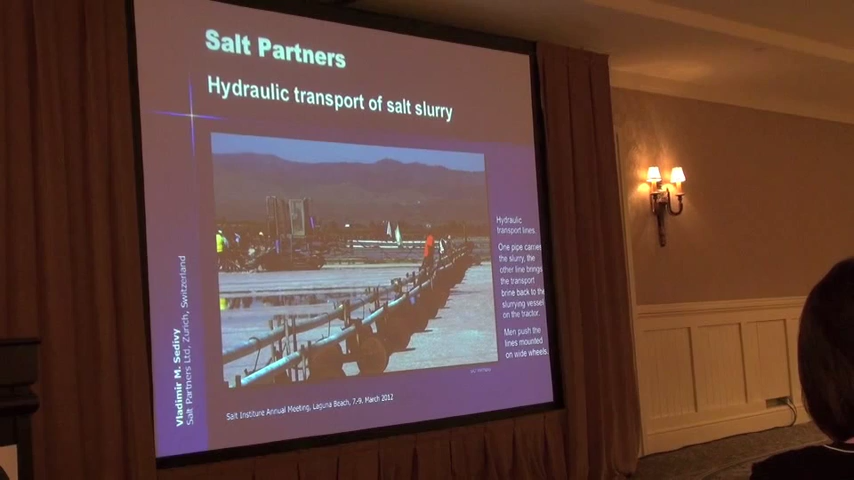 Salt Partners
Hydraulic transport of salt slurry
Hydraulic
transport lines.
One pipe carries
the slurry, the
other line brings
the transport
brine back to the
slurrying vessel
on the tractor.
Men push the
lines mounted
on wide wheels.
Vladimir M. Sedivy
Salt Partners Ltd, Zurich, Switzerland
Salt Institure Annual Meeting, Laguna Beach, 7.-9. March 2012